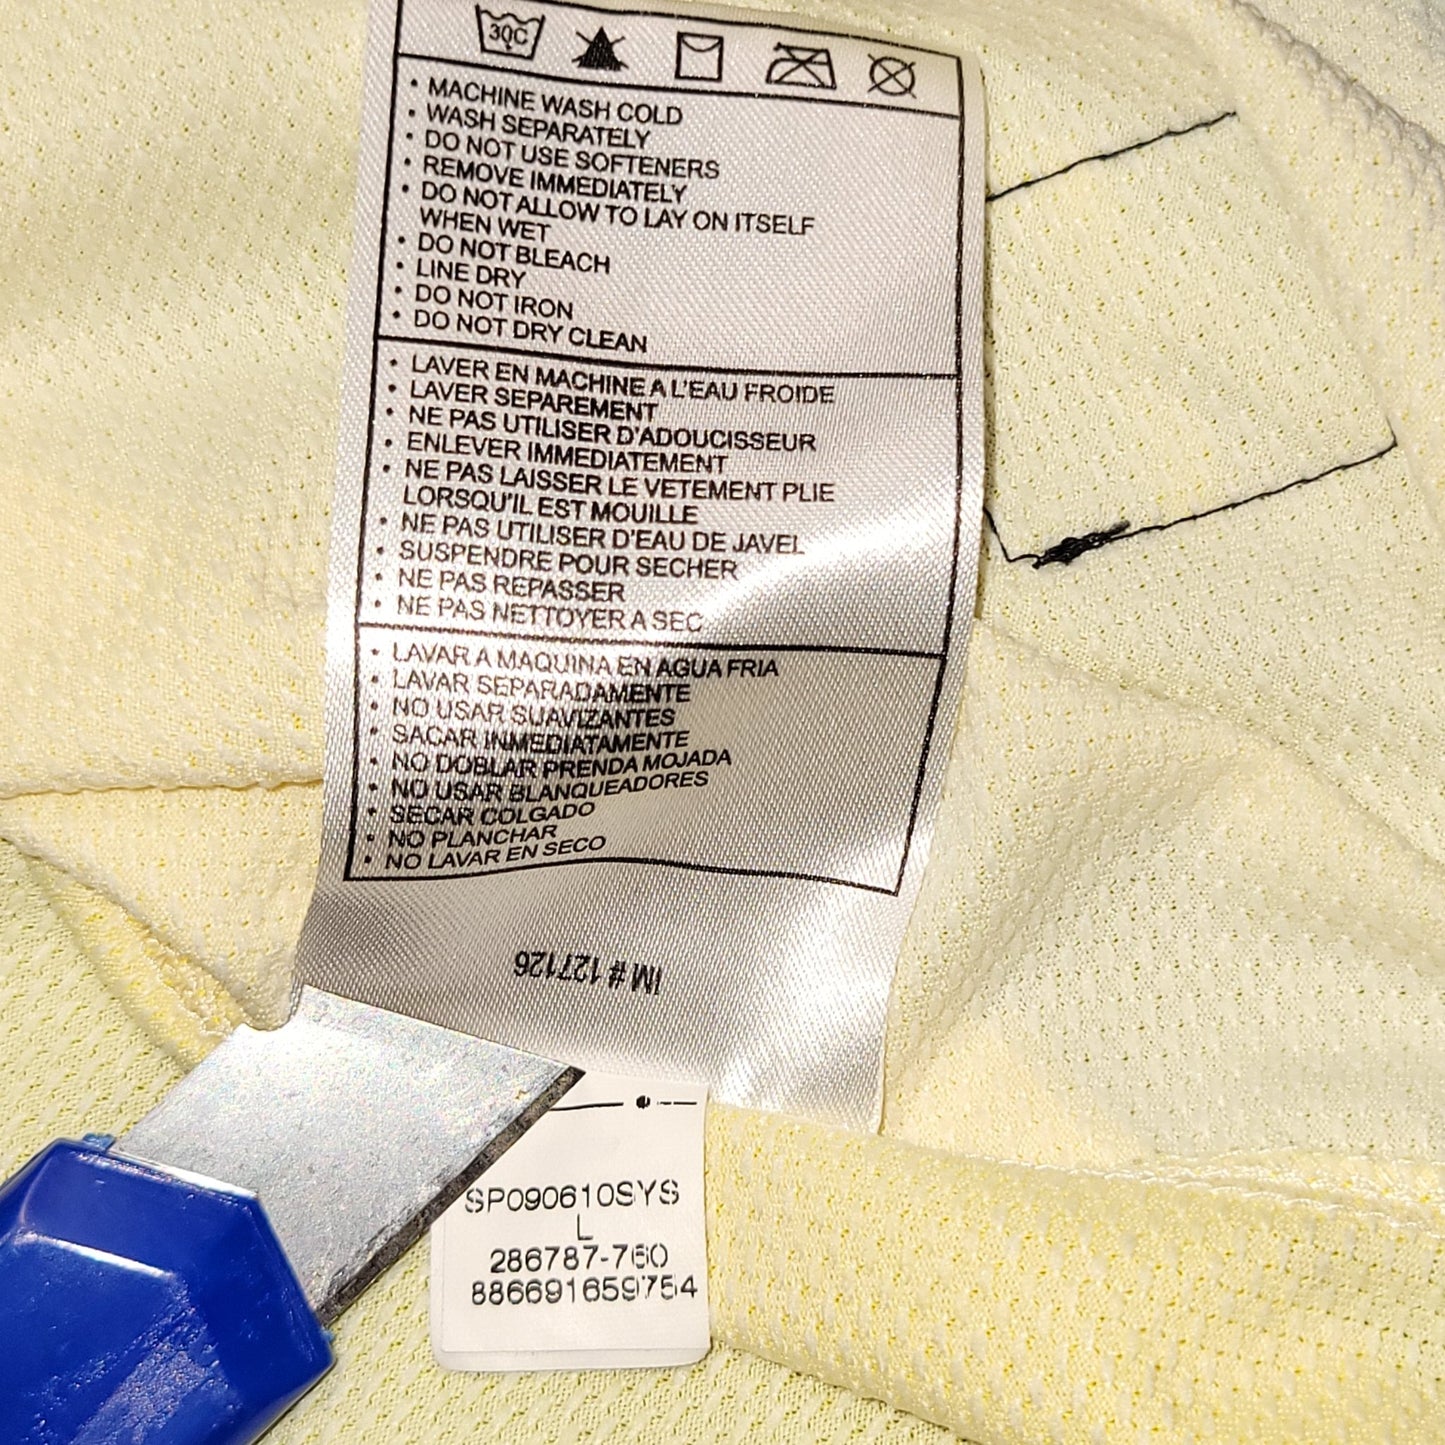 30C
• MACHINE WASH COLD
• WASH SEPARATELY
• DO NOT USE SOFTENERS
• REMOVE IMMEDIATELY
• DO NOT ALLOW TO LAY ON ITSELF
WHEN WET
• DO NOT BLEACH
• LINE DRY
• DO NOT IRON
• DO NOT DRY CLEAN
• LAVER EN MACHINE A L'EAU FROIDE
• LAVER SEPAREMENT
• NE PAS UTILISER D'ADOUCISSEUR
• ENLEVER IMMEDIATEMENT
• NE PAS LAISSER LE VETEMENT PLIE
LORSQU'IL EST MOUILLE
• NE PAS UTILISER D'EAU DE JAVEL
• SUSPENDRE POUR SECHER
• NE PAS REPASSER
• NE PAS NETTOYER A SEC
• LAVAR A MAQUINA EN AGUA FRIA
• LAVAR SEPARADAMENTE
• NO USAR SUAVIZANTES
• SACAR INMEDIATAMENTE
• NO DOBLAR PRENDA MOJADA
• NO USAR BLANQUEADORES
• SECAR COLGADO
• NO PLANCHAR
• NO LAVAR EN SECO
IM # 127126
SP090610SYS
L
286787-760
886691659754